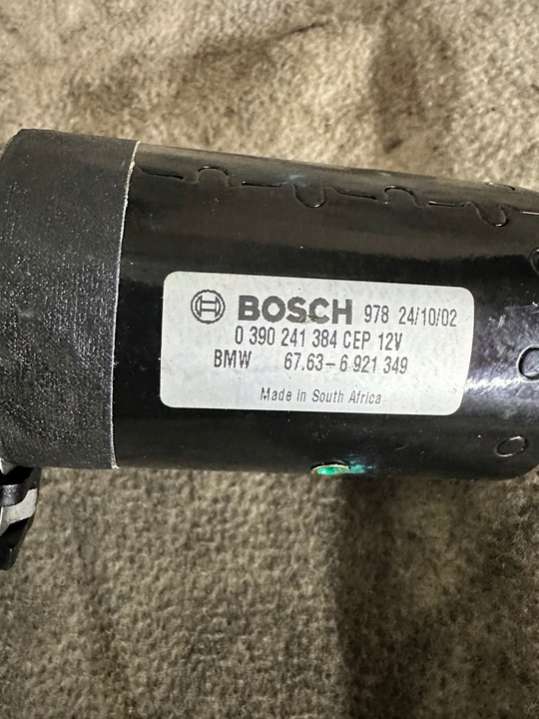 BOSCH 978 24/10/02
0 390 241 384 CEP 12V
BMW 67.63-6 921 349
Made in South Africa